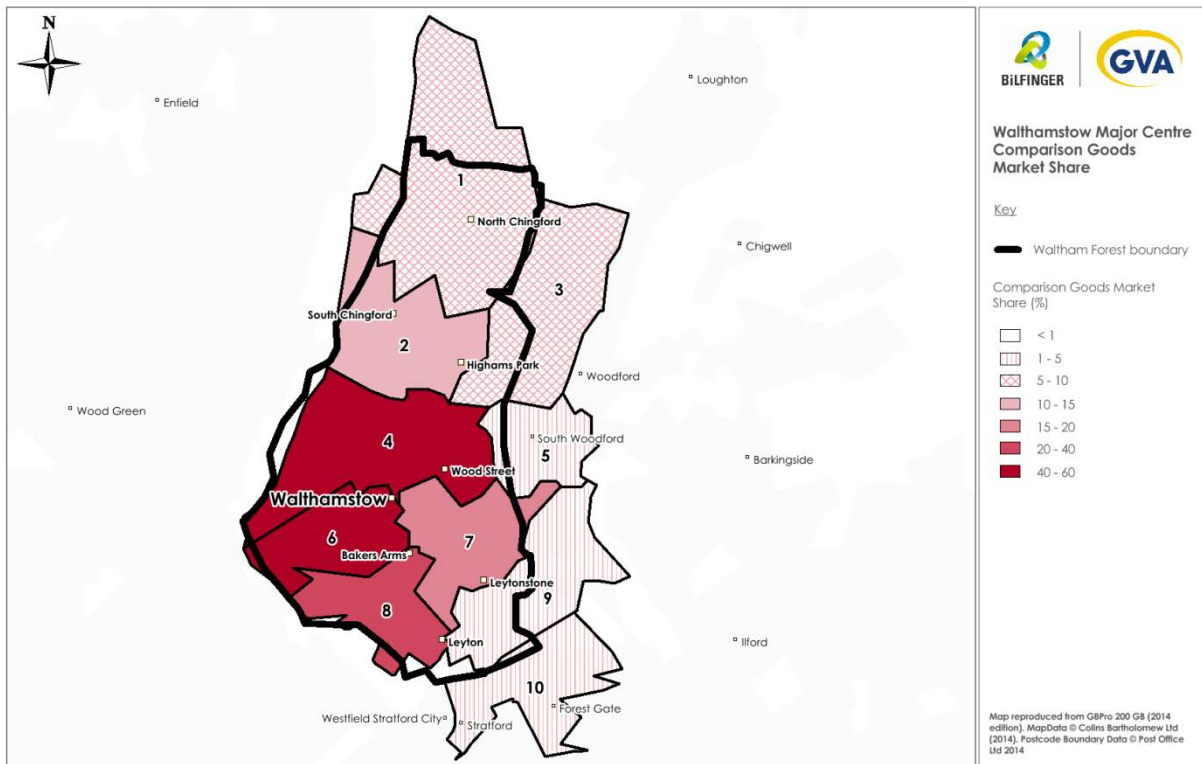 N
Enfield
Loughton
1
North Chingford
Chigwell
3
South Chingford
2
Highams Park
Woodford
Wood Green
4
South Woodford
5
Barkingside
Wood Street
Walthamstow
6
7
Bakers Arms
Leytonstone
9
8
Leyton
Ilford
10
Forest Gate
Westfield Stratford City
Stratford
BILFINGER
GVA
Walthamstow Major Centre
Comparison Goods
Market Share
Key
Waltham Forest boundary
Comparison Goods Market
Share (%)
< 1
1 - 5
5 - 10
10 - 15
15 - 20
20 - 40
40 - 60
Map reproduced from GBPro 200 GB (2014
edition). MapData © Collins Bartholomew Ltd
(2014). Postcode Boundary Data © Post Office
Ltd 2014